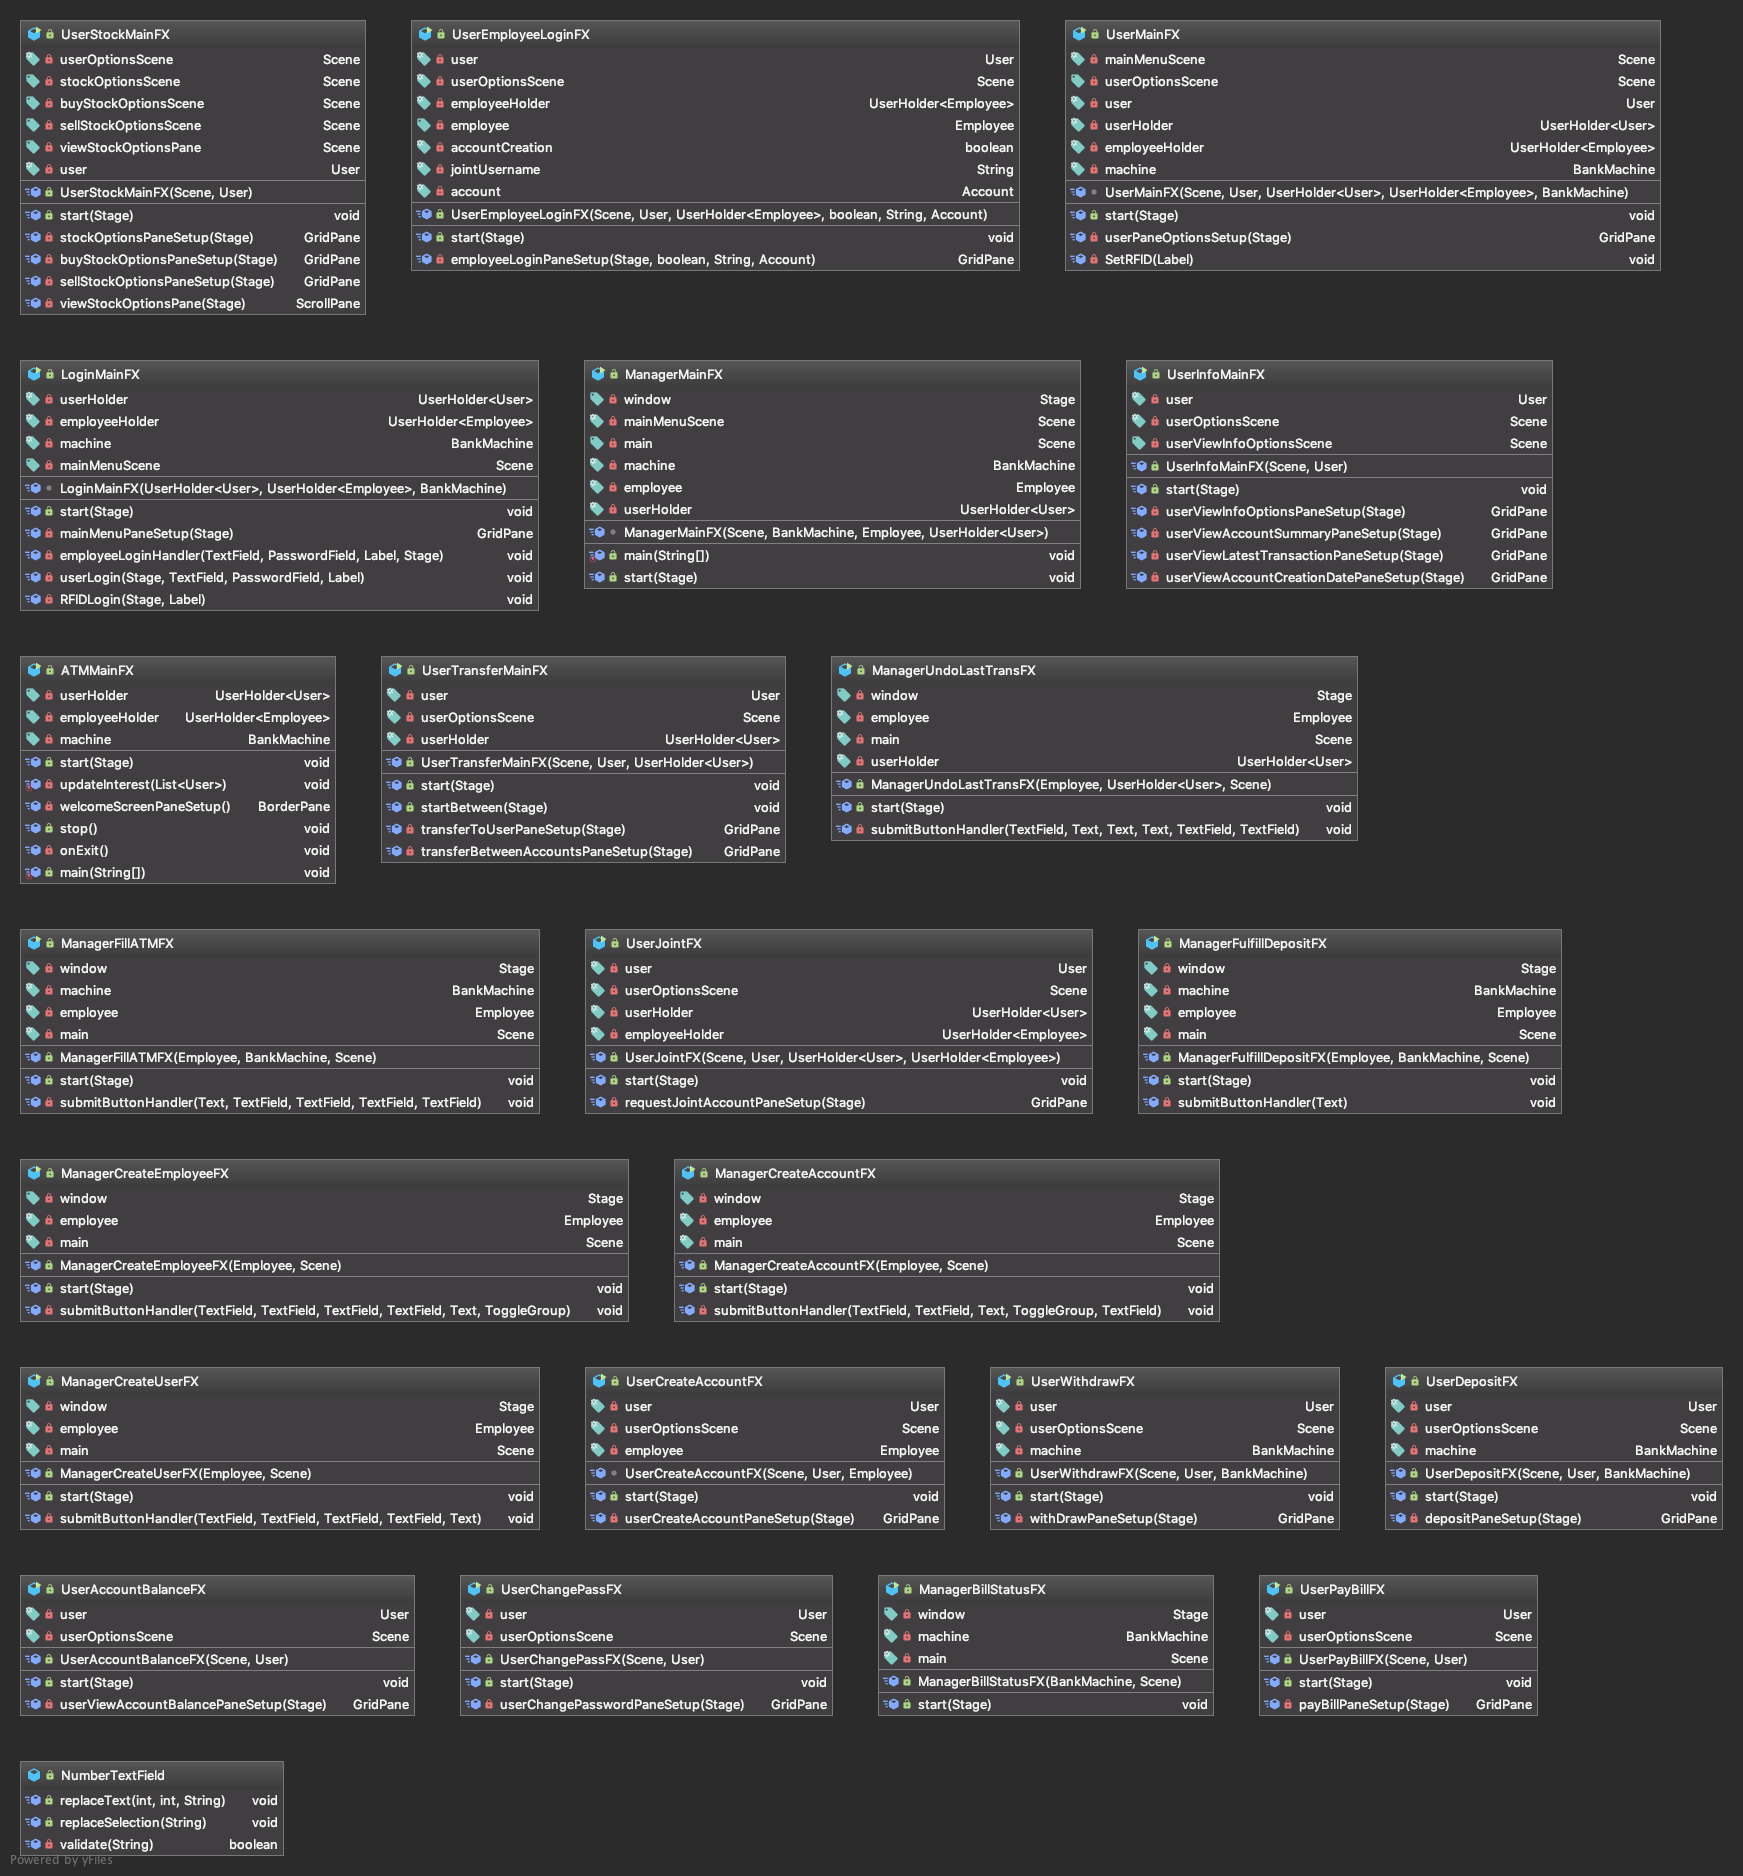 UserStockMainFX
userOptionsScene Scene
stockOptionsScene Scene
buyStockOptionsScene Scene
sellStockOptionsScene Scene
viewStockOptionsPane Scene
user User
UserStockMainFX(Scene, User)
start(Stage) void
stockOptionsPaneSetup(Stage) GridPane
buyStockOptionsPaneSetup(Stage) GridPane
sellStockOptionsPaneSetup(Stage) GridPane
viewStockOptionsPane(Stage) ScrollPane
UserEmployeeLoginFX
user User
userOptionsScene Scene
employeeHolder UserHolder<Employee>
employee Employee
accountCreation boolean
jointUsername String
account Account
UserEmployeeLoginFX(Scene, User, UserHolder<Employee>, boolean, String, Account)
start(Stage) void
employeeLoginPaneSetup(Stage, boolean, String, Account) GridPane
UserMainFX
mainMenuScene Scene
userOptionsScene Scene
user User
userHolder UserHolder<User>
employeeHolder UserHolder<Employee>
machine BankMachine
UserMainFX(Scene, User, UserHolder<User>, UserHolder<Employee>, BankMachine)
start(Stage) void
userPaneOptionsSetup(Stage) GridPane
SetRFID(Label) void
LoginMainFX
userHolder UserHolder<User>
employeeHolder UserHolder<Employee>
machine BankMachine
mainMenuScene Scene
LoginMainFX(UserHolder<User>, UserHolder<Employee>, BankMachine)
start(Stage) void
mainMenuPaneSetup(Stage) GridPane
employeeLoginHandler(TextField, PasswordField, Label, Stage) void
userLogin(Stage, TextField, PasswordField, Label) void
RFIDLogin(Stage, Label) void
ManagerMainFX
window Stage
mainMenuScene Scene
main Scene
machine BankMachine
employee Employee
userHolder UserHolder<User>
ManagerMainFX(Scene, BankMachine, Employee, UserHolder<User>)
main(String[]) void
start(Stage) void
UserInfoMainFX
user User
userOptionsScene Scene
userViewInfoOptionsScene Scene
UserInfoMainFX(Scene, User)
start(Stage) void
userViewInfoOptionsPaneSetup(Stage) GridPane
userViewAccountSummaryPaneSetup(Stage) GridPane
userViewLatestTransactionPaneSetup(Stage) GridPane
userViewAccountCreationDatePaneSetup(Stage) GridPane
ATMMainFX
userHolder UserHolder<User>
employeeHolder UserHolder<Employee>
machine BankMachine
start(Stage) void
updateInterest(List<User>) void
welcomeScreenPaneSetup() BorderPane
stop() void
onExit() void
main(String[]) void
UserTransferMainFX
user User
userOptionsScene Scene
userHolder UserHolder<User>
UserTransferMainFX(Scene, User, UserHolder<User>)
start(Stage) void
startBetween(Stage) void
transferToUserPaneSetup(Stage) GridPane
transferBetweenAccountsPaneSetup(Stage) GridPane
ManagerUndoLastTransFX
window Stage
employee Employee
main Scene
userHolder UserHolder<User>
ManagerUndoLastTransFX(Employee, UserHolder<User>, Scene)
start(Stage) void
submitButtonHandler(TextField, Text, Text, Text, TextField, TextField) void
ManagerFillATMFX
window Stage
machine BankMachine
employee Employee
main Scene
ManagerFillATMFX(Employee, BankMachine, Scene)
start(Stage) void
submitButtonHandler(Text, TextField, TextField, TextField, TextField) void
UserJointFX
user User
userOptionsScene Scene
userHolder UserHolder<User>
employeeHolder UserHolder<Employee>
UserJointFX(Scene, User, UserHolder<User>, UserHolder<Employee>)
start(Stage) void
requestJointAccountPaneSetup(Stage) GridPane
ManagerFulfillDepositFX
window Stage
machine BankMachine
employee Employee
main Scene
ManagerFulfillDepositFX(Employee, BankMachine, Scene)
start(Stage) void
submitButtonHandler(Text) void
ManagerCreateEmployeeFX
window Stage
employee Employee
main Scene
ManagerCreateEmployeeFX(Employee, Scene)
start(Stage) void
submitButtonHandler(TextField, TextField, TextField, TextField, Text, ToggleGroup) void
ManagerCreateAccountFX
window Stage
employee Employee
main Scene
ManagerCreateAccountFX(Employee, Scene)
start(Stage) void
submitButtonHandler(TextField, TextField, Text, ToggleGroup, TextField) void
ManagerCreateUserFX
window Stage
employee Employee
main Scene
ManagerCreateUserFX(Employee, Scene)
start(Stage) void
submitButtonHandler(TextField, TextField, TextField, TextField, Text) void
UserCreateAccountFX
user User
userOptionsScene Scene
employee Employee
UserCreateAccountFX(Scene, User, Employee)
start(Stage) void
userCreateAccountPaneSetup(Stage) GridPane
UserWithdrawFX
user User
userOptionsScene Scene
machine BankMachine
UserWithdrawFX(Scene, User, BankMachine)
start(Stage) void
withDrawPaneSetup(Stage) GridPane
UserDepositFX
user User
userOptionsScene Scene
machine BankMachine
UserDepositFX(Scene, User, BankMachine)
start(Stage) void
depositPaneSetup(Stage) GridPane
UserAccountBalanceFX
user User
userOptionsScene Scene
UserAccountBalanceFX(Scene, User)
start(Stage) void
userViewAccountBalancePaneSetup(Stage) GridPane
UserChangePassFX
user User
userOptionsScene Scene
UserChangePassFX(Scene, User)
start(Stage) void
userChangePasswordPaneSetup(Stage) GridPane
ManagerBillStatusFX
window Stage
machine BankMachine
main Scene
ManagerBillStatusFX(BankMachine, Scene)
start(Stage) void
UserPayBillFX
user User
userOptionsScene Scene
UserPayBillFX(Scene, User)
start(Stage) void
payBillPaneSetup(Stage) GridPane
NumberTextField
replaceText(int, int, String) void
replaceSelection(String) void
validate(String) boolean
Powered by yFiles